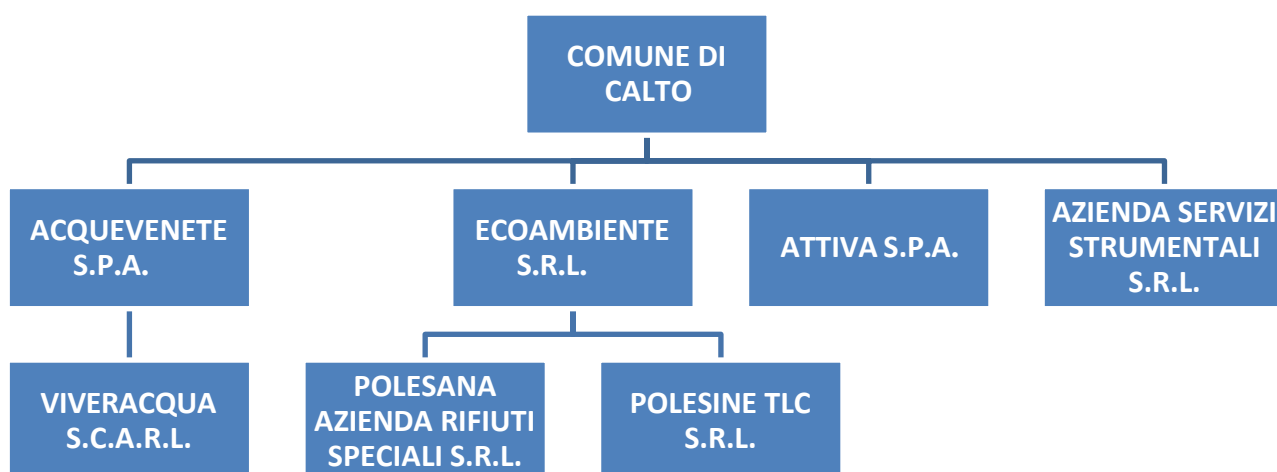 COMUNE DI
CALTO
ACQUEVENETE
S.P.A.
ECOAMBIENTE
S.R.L.
ATTIVA S.P.A.
AZIENDA SERVIZI
STRUMENTALI
S.R.L.
VIVERACQUA
S.C.A.R.L.
POLESANA
AZIENDA RIFIUTI
SPECIALI S.R.L.
POLESINE TLC
S.R.L.